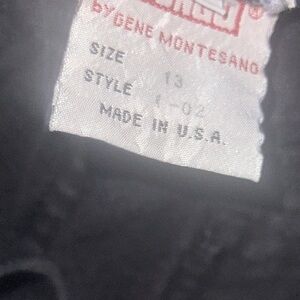 by GENE MONTESANO
SIZE 13
STYLE
MADE IN U.S.A.